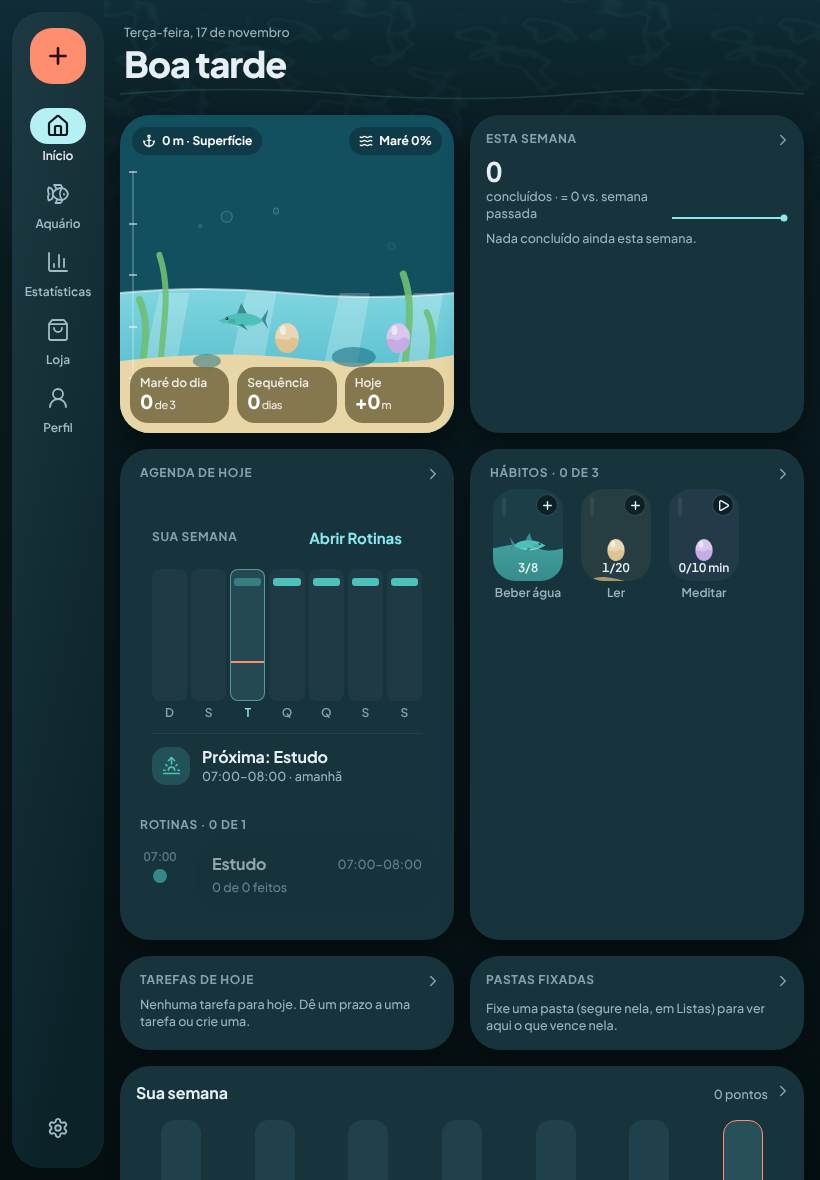 Terça-feira, 17 de novembro
Boa tarde
Início
Aquário
Estatísticas
Loja
Perfil
0 m · Superfície
Maré 0%
Maré do dia
0 de 3
Sequência
0 dias
Hoje
+0 m
ESTA SEMANA
0
concluídos · = 0 vs. semana
passada
Nada concluído ainda esta semana.
AGENDA DE HOJE
SUA SEMANA
Abrir Rotinas
D S T Q Q S S
Próxima: Estudo
07:00–08:00 · amanhã
ROTINAS · 0 DE 1
07:00
Estudo
07:00–08:00
0 de 0 feitos
HÁBITOS · 0 DE 3
3/8
Beber água
1/20
Ler
0/10 min
Meditar
TAREFAS DE HOJE
Nenhuma tarefa para hoje. Dê um prazo a uma
tarefa ou crie uma.
PASTAS FIXADAS
Fixe uma pasta (segure nela, em Listas) para ver
aqui o que vence nela.
Sua semana
0 pontos